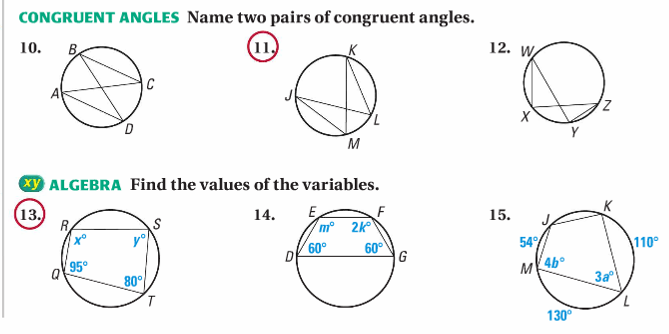 CONGRUENT ANGLES Name two pairs of congruent angles.
10. B A C D
11. K J L M
12. W X Y Z
xy ALGEBRA Find the values of the variables.
13. R S x° y° 95° Q 80° T
14. E F m° 2k° D 60° 60° G
15. J K 54° 110° M 4b° 3a° L 130°